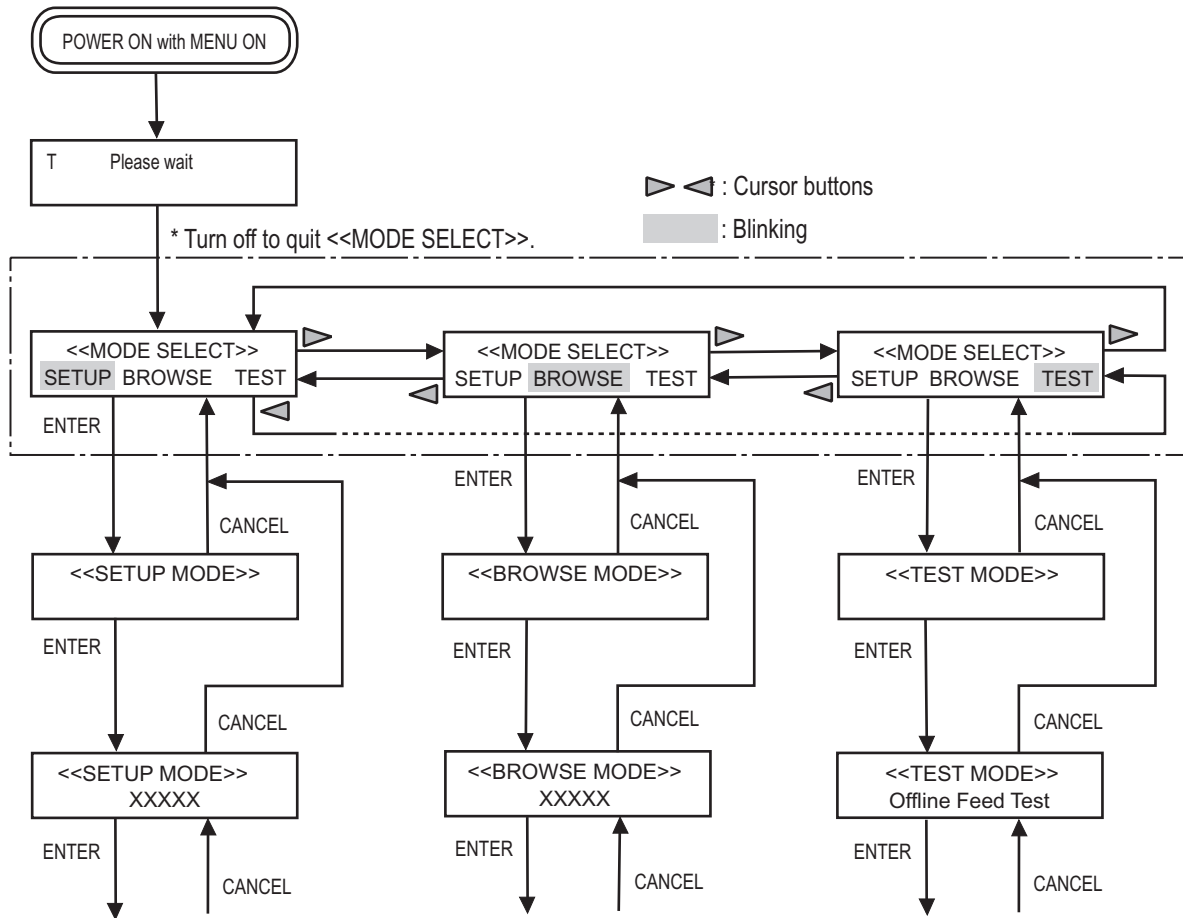 POWER ON with MENU ON
T Please wait
* : Cursor buttons
: Blinking
* Turn off to quit <<MODE SELECT>>.
<<MODE SELECT>>
SETUP BROWSE TEST
<<MODE SELECT>>
SETUP BROWSE TEST
<<MODE SELECT>>
SETUP BROWSE TEST
ENTER
ENTER
ENTER
CANCEL
CANCEL
CANCEL
<<SETUP MODE>>
<<BROWSE MODE>>
<<TEST MODE>>
ENTER
ENTER
ENTER
CANCEL
CANCEL
CANCEL
<<SETUP MODE>>
XXXXX
<<BROWSE MODE>>
XXXXX
<<TEST MODE>>
Offline Feed Test
ENTER
ENTER
ENTER
CANCEL
CANCEL
CANCEL